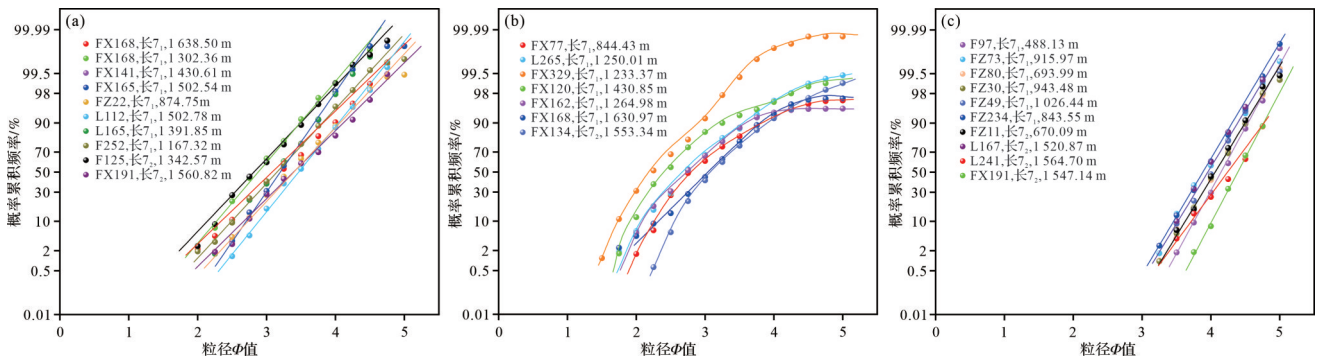 (a)
概率累积频率/%
99.99
99.5
98
90
70
50
30
10
2
0.5
0.01
FX168,长7₁,1 638.50 m
FX168,长7₁,1 302.36 m
FX141,长7₁,1 430.61 m
FX165,长7₁,1 502.54 m
FZ22,长7₁,874.75m
L112,长7₁,1 502.78 m
L165,长7₁,1 391.85 m
F252,长7₂,1 167.32 m
F125,长7₂,1 342.57 m
FX191,长7₂,1 560.82 m
0 1 2 3 4 5
粒径Φ值
(b)
概率累积频率/%
99.99
99.5
98
90
70
50
30
10
2
0.5
0.01
FX77,长7₁,844.43 m
L265,长7₁,1 250.01 m
FX329,长7₁,1 233.37 m
FX120,长7₁,1 430.85 m
FX162,长7₁,1 264.98 m
FX168,长7₁,1 630.97 m
FX134,长7₂,1 553.34 m
0 1 2 3 4 5
粒径Φ值
(c)
概率累积频率/%
99.99
99.5
98
90
70
50
30
10
2
0.5
0.01
F97,长7₁,488.13 m
FZ73,长7₁,915.97 m
FZ80,长7₁,693.99 m
FZ30,长7₁,943.48 m
FZ49,长7₁,1 026.44 m
FZ234,长7₁,843.55 m
FZ11,长7₂,670.09 m
L167,长7₁,1 520.87 m
L241,长7₂,1 564.70 m
FX191,长7₂,1 547.14 m
0 1 2 3 4 5
粒径Φ值